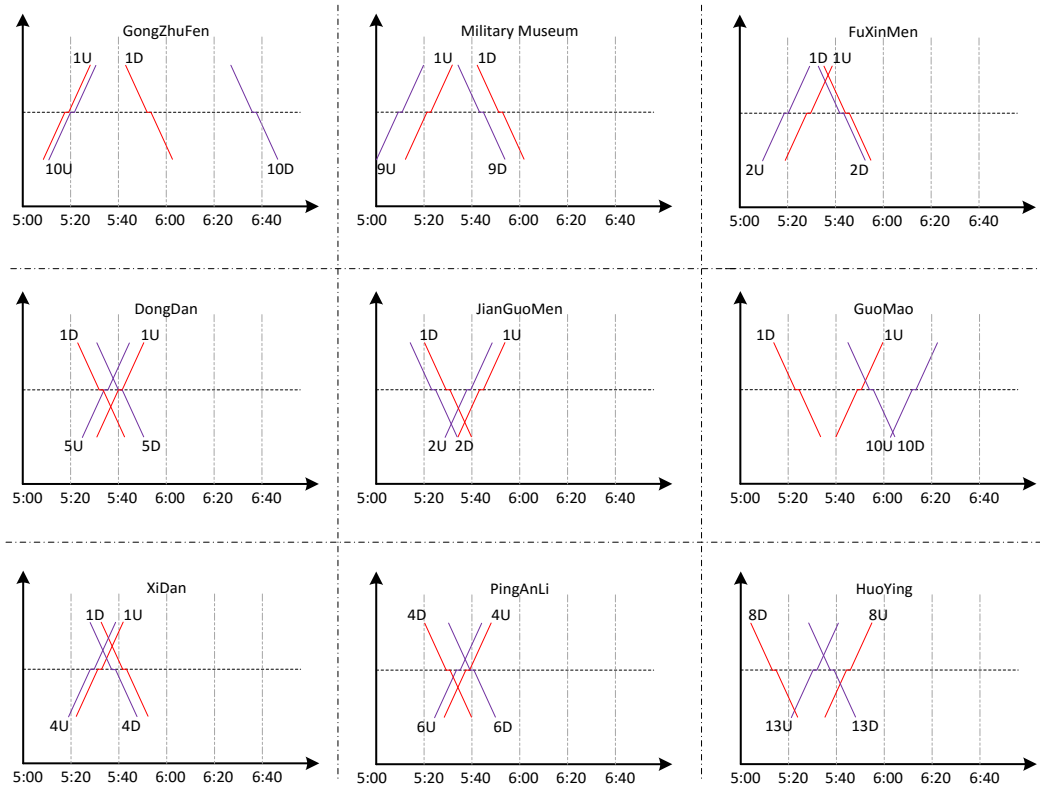 GongZhuFen
1U 1D
10U 10D
5:00 5:20 5:40 6:00 6:20 6:40
Military Museum
1U 1D
9U 9D
5:00 5:20 5:40 6:00 6:20 6:40
FuXinMen
1D 1U
2U 2D
5:00 5:20 5:40 6:00 6:20 6:40
DongDan
1D 1U
5U 5D
5:00 5:20 5:40 6:00 6:20 6:40
JianGuoMen
1D 1U
2U 2D
5:00 5:20 5:40 6:00 6:20 6:40
GuoMao
1D 1U
10U 10D
5:00 5:20 5:40 6:00 6:20 6:40
XiDan
1D 1U
4U 4D
5:00 5:20 5:40 6:00 6:20 6:40
PingAnLi
4D 4U
6U 6D
5:00 5:20 5:40 6:00 6:20 6:40
HuoYing
8D 8U
13U 13D
5:00 5:20 5:40 6:00 6:20 6:40